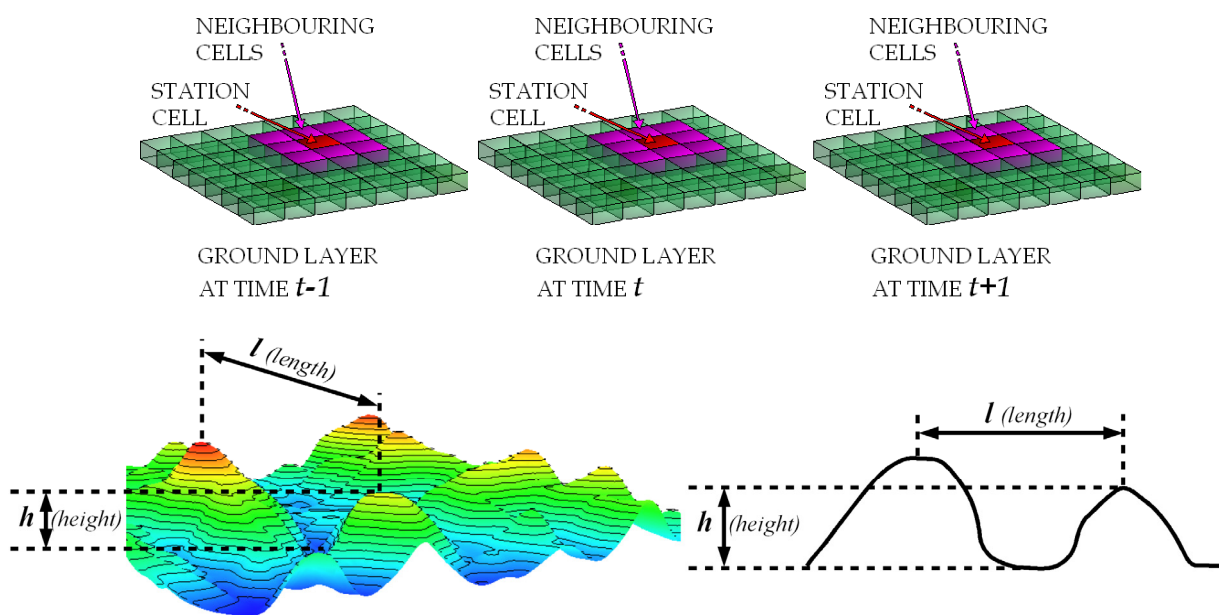 NEIGHBOURING
CELLS
STATION
CELL
GROUND LAYER
AT TIME t-1
NEIGHBOURING
CELLS
STATION
CELL
GROUND LAYER
AT TIME t
NEIGHBOURING
CELLS
STATION
CELL
GROUND LAYER
AT TIME t+1
l (length)
h (height)
l (length)
h (height)